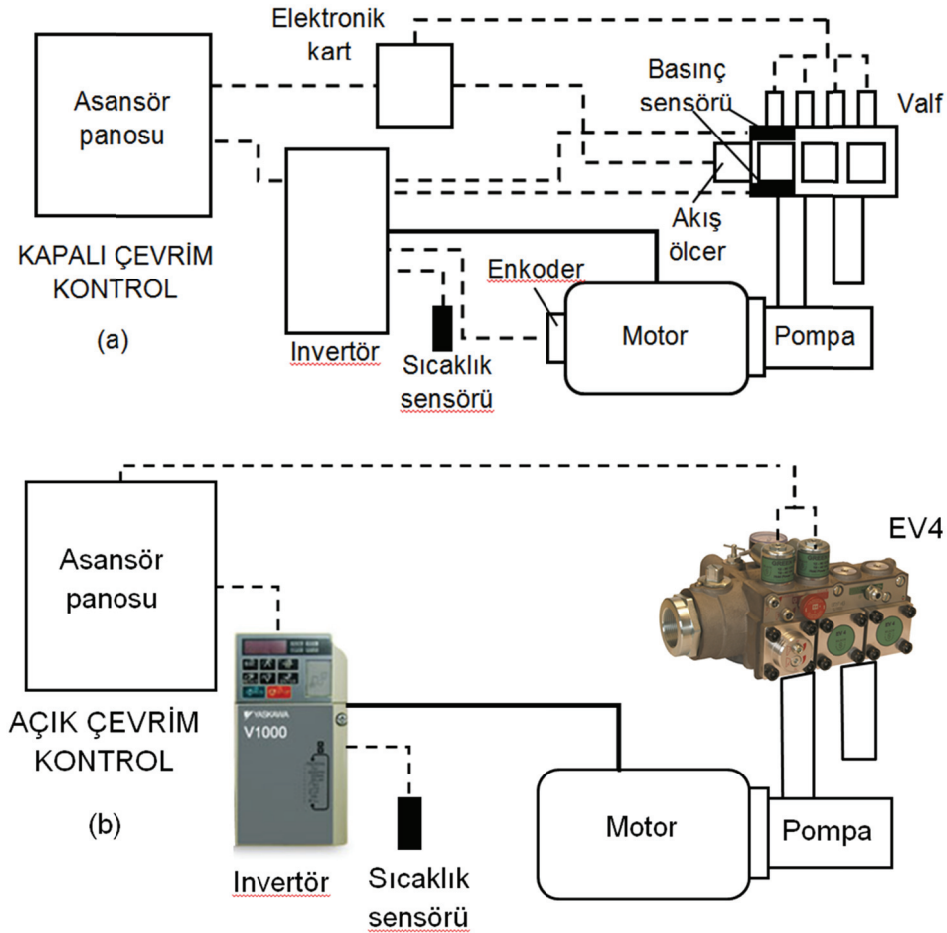 Elektronik
kart
Asansör
panosu
Basınç
sensörü
Valf
Akış
ölçer
KAPALI ÇEVRİM
KONTROL
(a)
Enkoder
Motor
Pompa
Invertör
Sıcaklık
sensörü
EV4
Asansör
panosu
YASKAWA
V1000
AÇIK ÇEVRİM
KONTROL
(b)
Motor
Pompa
Invertör
Sıcaklık
sensörü